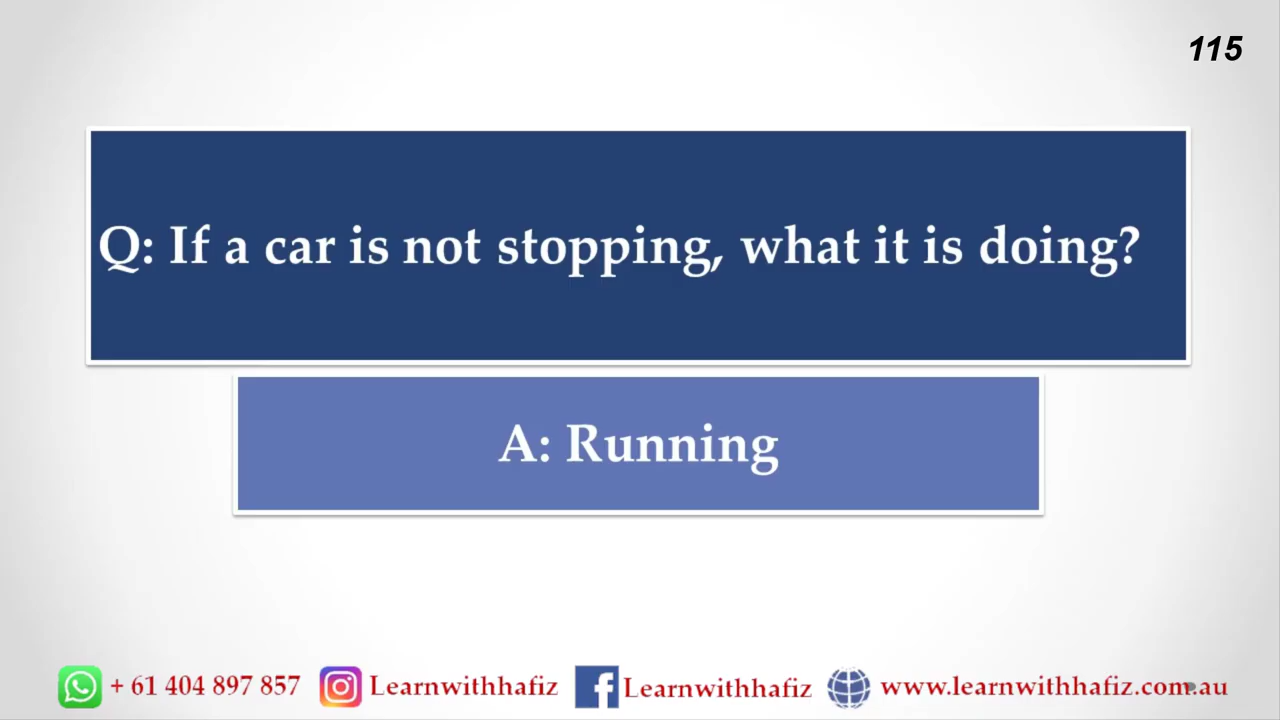 115
Q: If a car is not stopping, what it is doing?
A: Running
+ 61 404 897 857 Learnwithhafiz Learnwithhafiz www.learnwithhafiz.com.au